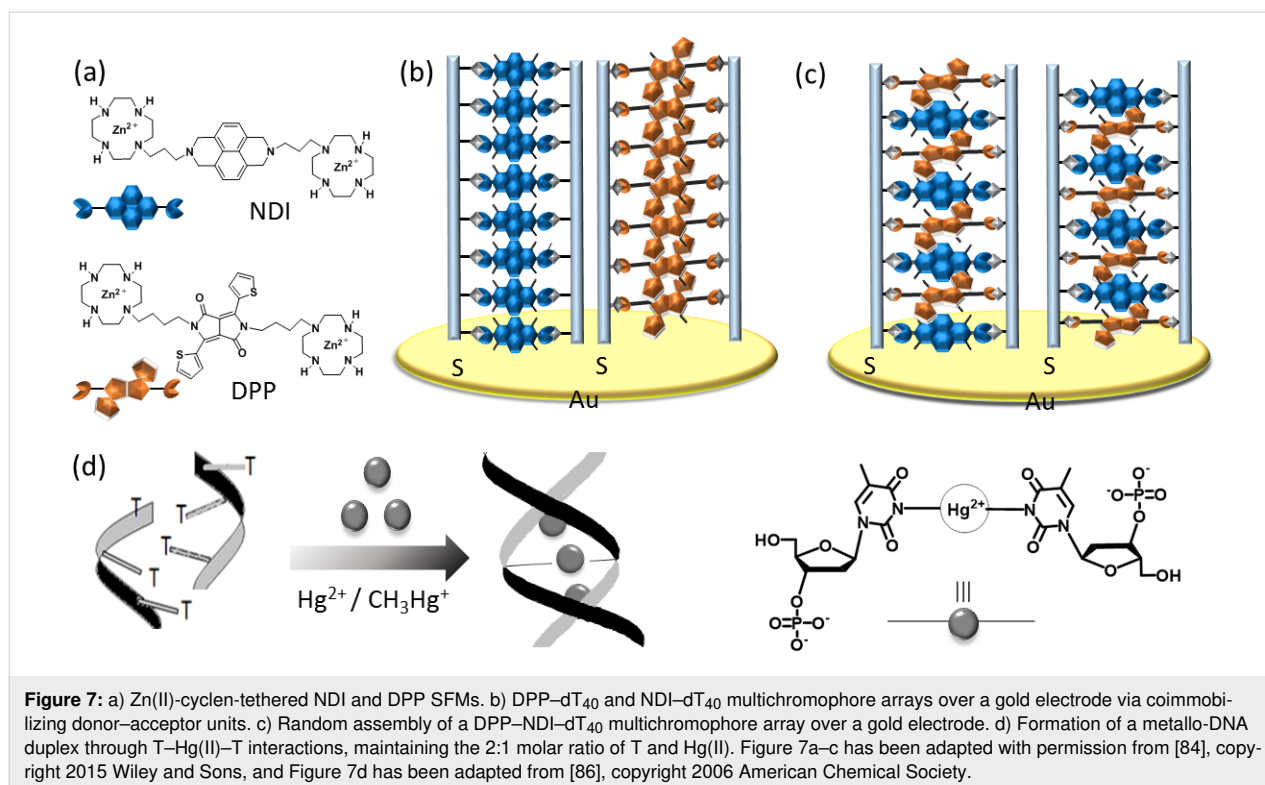 (a)
(b)
(c)
H H
N N
Zn2+
N N
H
N N
N N
Zn2+
N N
H H
NDI
H H
N N
Zn2+
N N
H
O
S
N N
S
O
H
N N
Zn2+
N N
H H
DPP
S S
Au
S S
Au
(d)
T
T
T
T
T
T
Hg2+ / CH3Hg+
O
N
N
O
Hg2+
O
N
N
O
HO
O
O
O=P-O-
O-
O-
-O-P=O
O
O
OH
Figure 7: a) Zn(II)-cyclen-tethered NDI and DPP SFMs. b) DPP–dT40 and NDI–dT40 multichromophore arrays over a gold electrode via coimmobi-
lizing donor–acceptor units. c) Random assembly of a DPP–NDI–dT40 multichromophore array over a gold electrode. d) Formation of a metallo-DNA
duplex through T–Hg(II)–T interactions, maintaining the 2:1 molar ratio of T and Hg(II). Figure 7a–c has been adapted with permission from [84], copy-
right 2015 Wiley and Sons, and Figure 7d has been adapted from [86], copyright 2006 American Chemical Society.